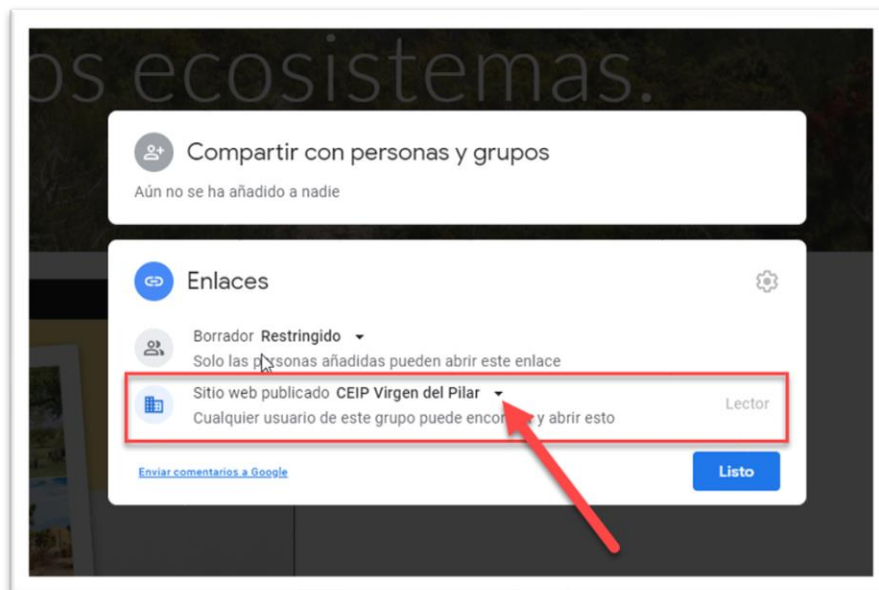 os ecosistemas.
Compartir con personas y grupos
Aún no se ha añadido a nadie
Enlaces
Borrador Restringido
Solo las personas añadidas pueden abrir este enlace
Sitio web publicado CEIP Virgen del Pilar
Cualquier usuario de este grupo puede y abrir esto
Lector
Enviar comentarios a Google
Listo